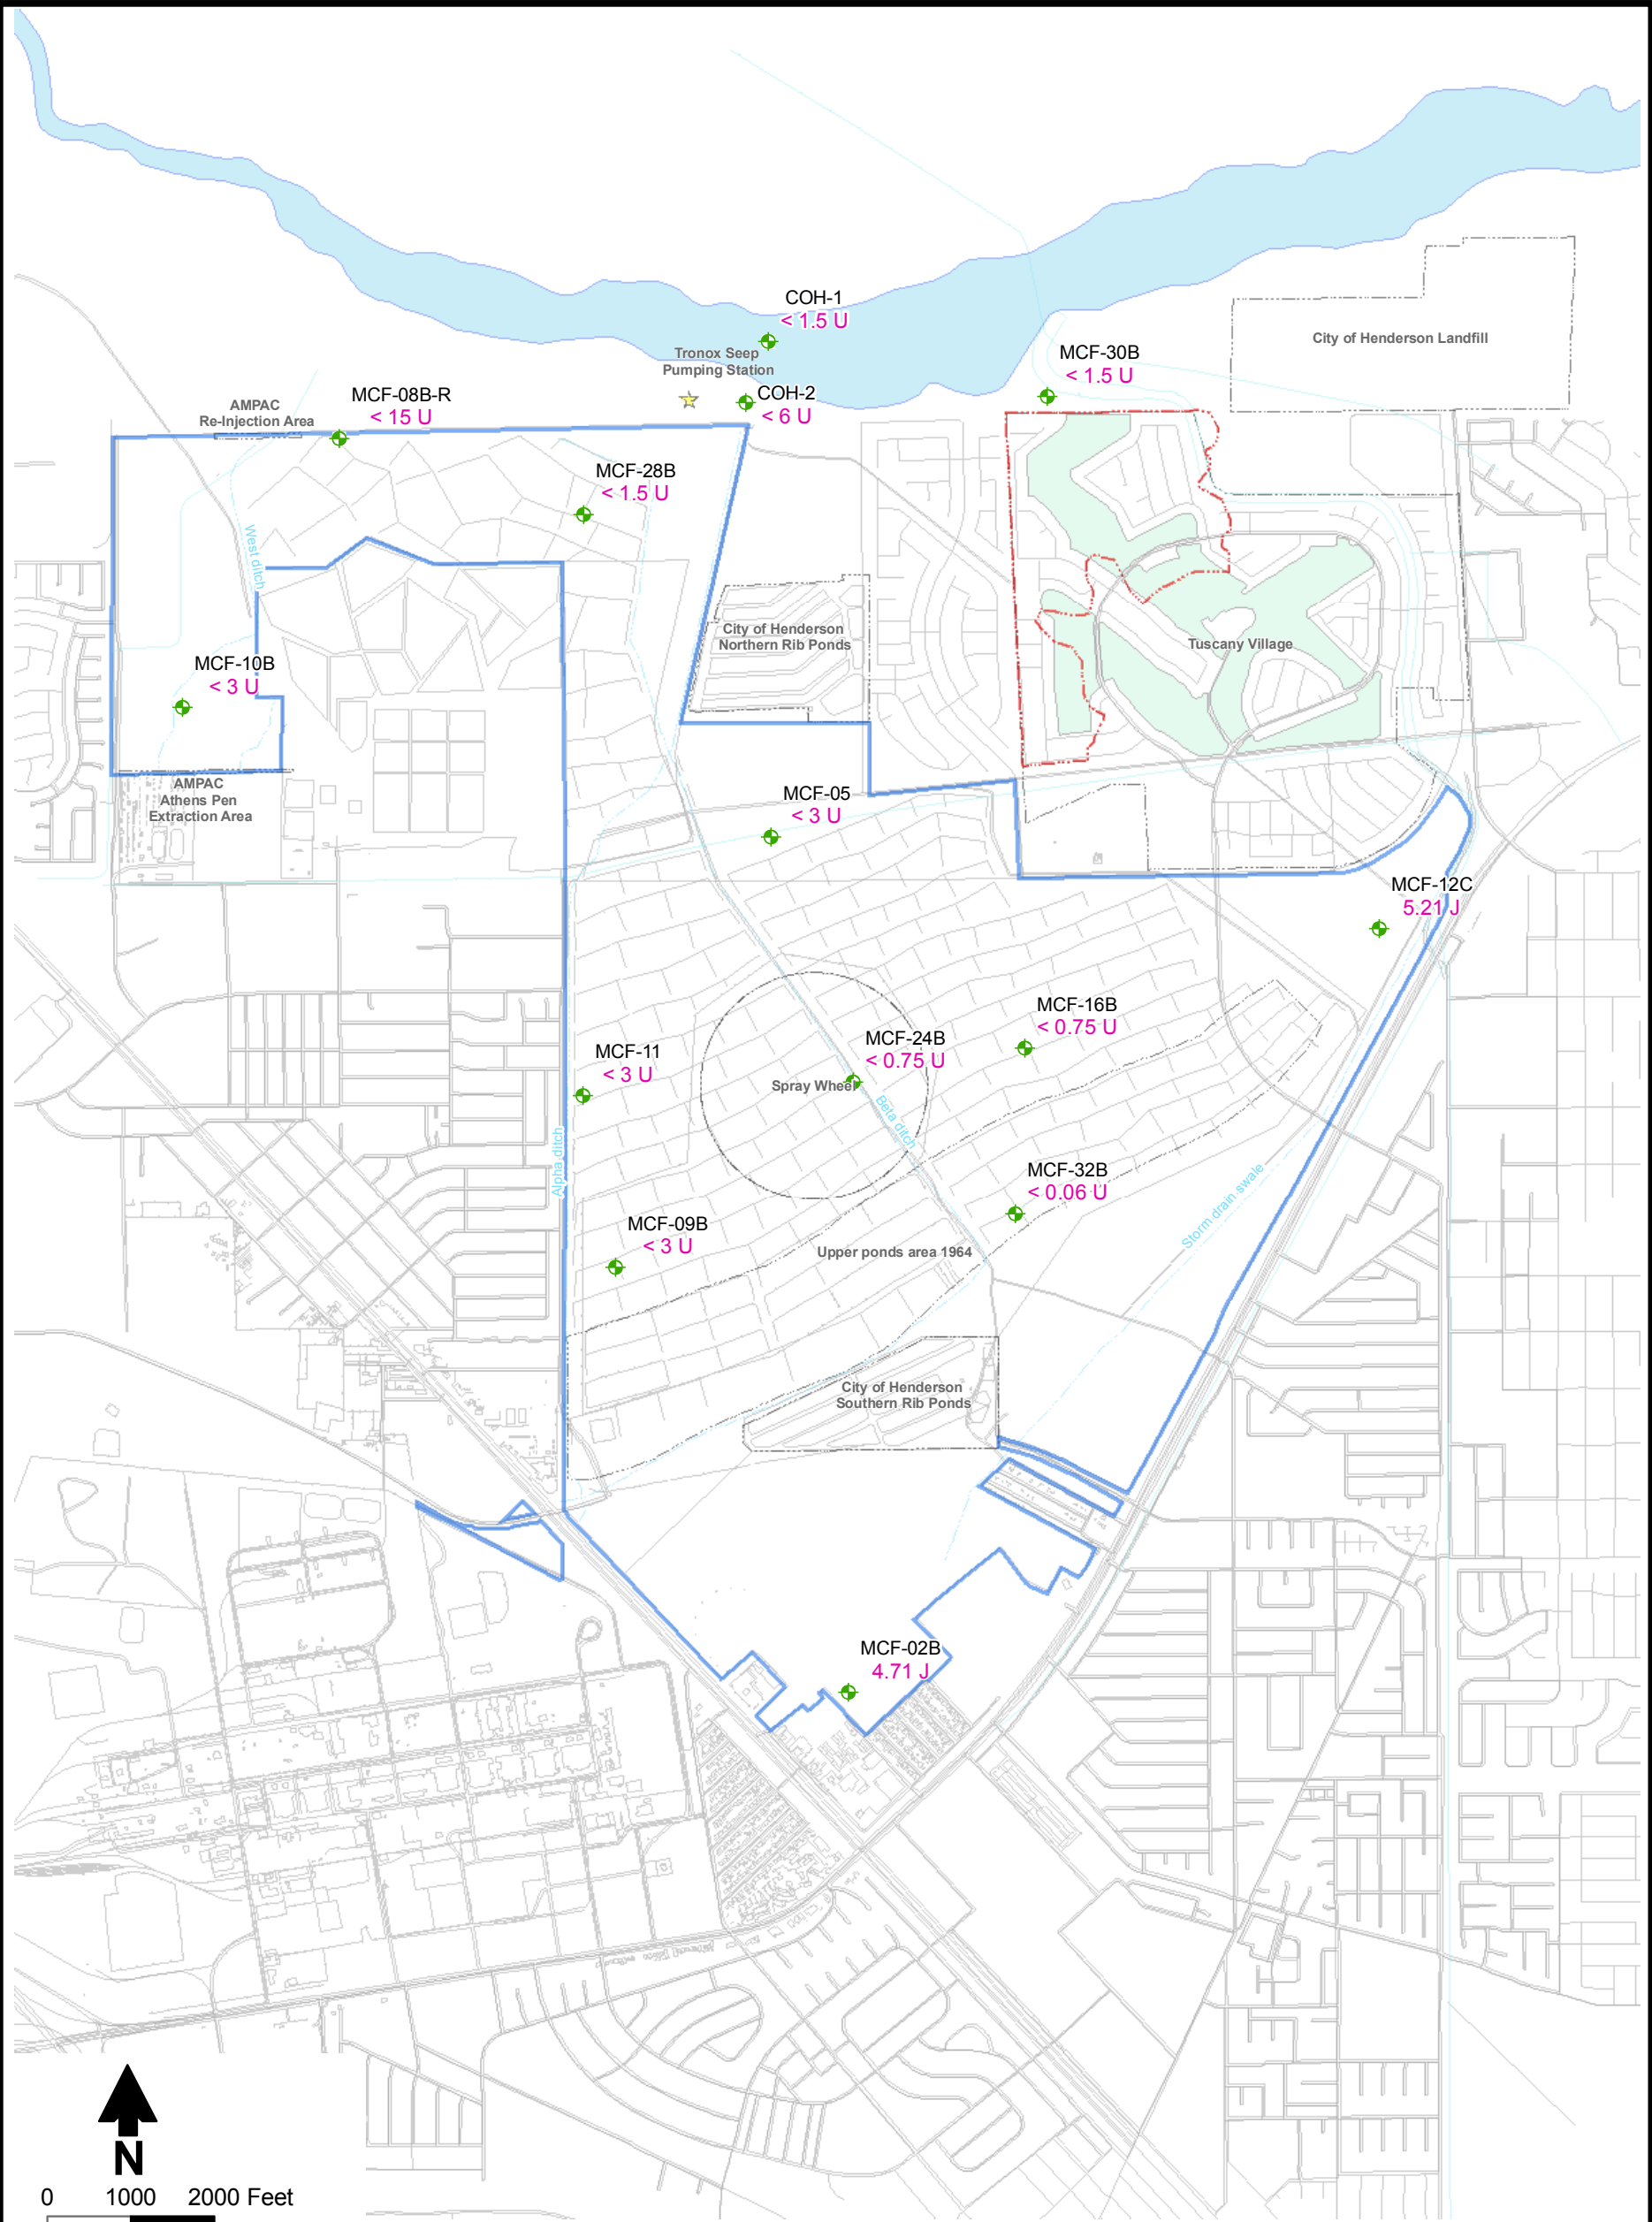 COH-1
< 1.5 U
City of Henderson Landfill
Tronox Seep
Pumping Station
MCF-30B
< 1.5 U
COH-2
< 6 U
MCF-08B-R
< 15 U
AMPAC
Re-Injection Area
MCF-28B
< 1.5 U
West ditch
City of Henderson
Northern Rib Ponds
Tuscany Village
MCF-10B
< 3 U
AMPAC
Athens Pen
Extraction Area
MCF-05
< 3 U
MCF-12C
5.21 J
MCF-16B
< 0.75 U
MCF-24B
< 0.75 U
MCF-11
< 3 U
Spray Wheel
Beta ditch
Alpha ditch
MCF-32B
< 0.06 U
Storm drain swale
MCF-09B
< 3 U
Upper ponds area 1964
City of Henderson
Southern Rib Ponds
MCF-02B
4.71 J
N
0 1000 2000 Feet